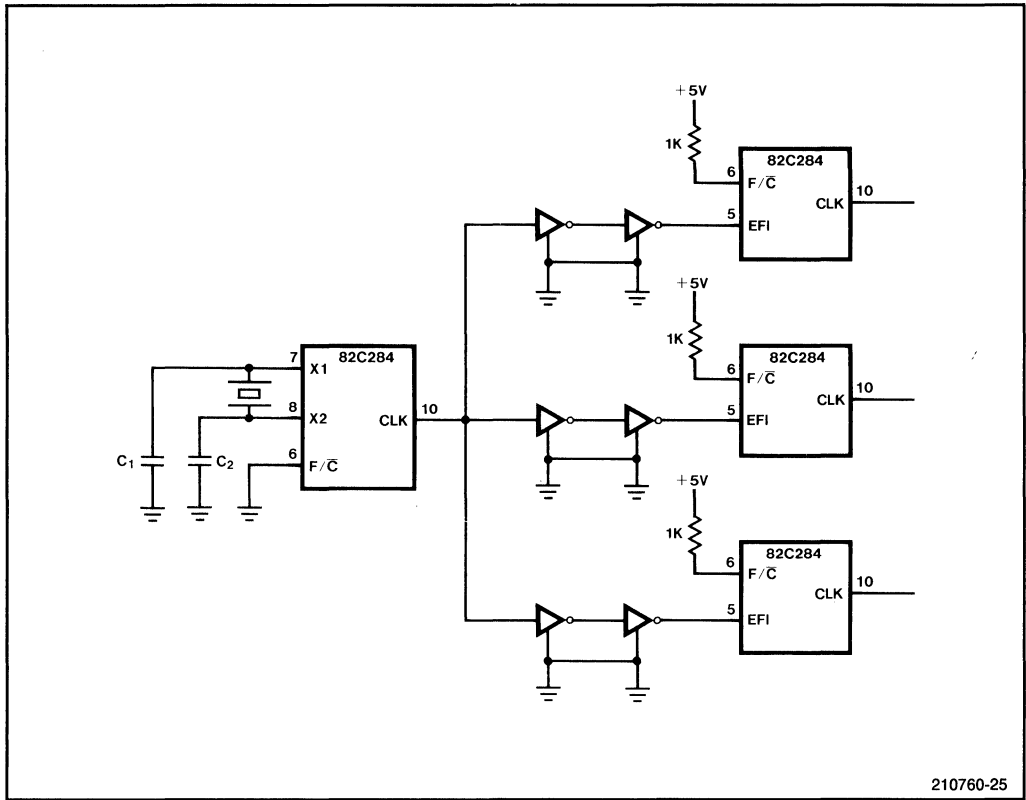 +5V
1K
82C284
6
F/C̅
CLK
10
5
EFI
+5V
1K
82C284
6
F/C̅
CLK
10
5
EFI
7
82C284
X1
8
X2
CLK
10
6
F/C̅
C₁
C₂
+5V
1K
82C284
6
F/C̅
CLK
10
5
EFI
210760-25